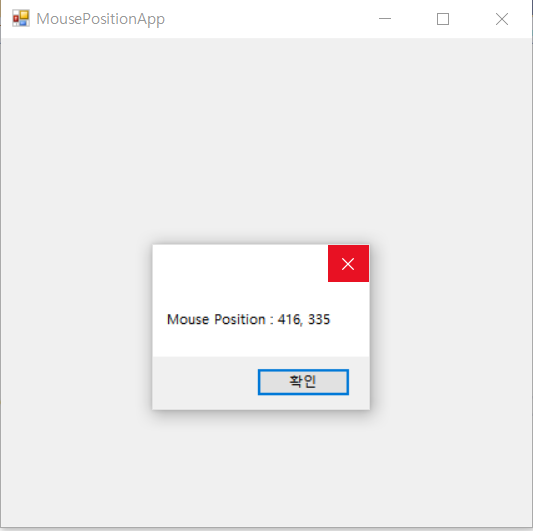 MousePositionApp
Mouse Position : 416, 335
확인